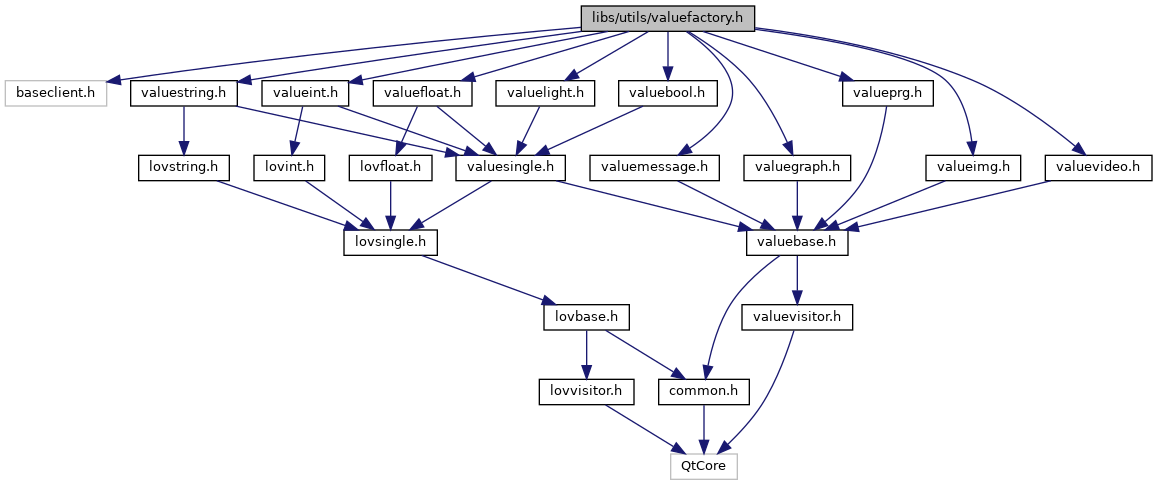 libs/utils/valuefactory.h
baseclient.h
valuestring.h
valueint.h
valuefloat.h
valuelight.h
valuebool.h
valueprg.h
lovstring.h
lovint.h
lovfloat.h
valuesingle.h
valuemessage.h
valuegraph.h
valueimg.h
valuevideo.h
lovsingle.h
valuebase.h
lovbase.h
valuevisitor.h
lovvisitor.h
common.h
QtCore